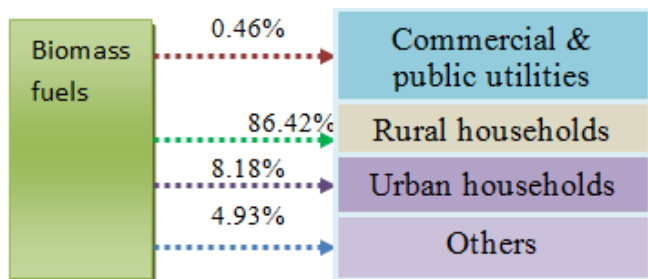 Biomass
fuels
0.46%
Commercial &
public utilities
86.42%
Rural households
8.18%
Urban households
4.93%
Others